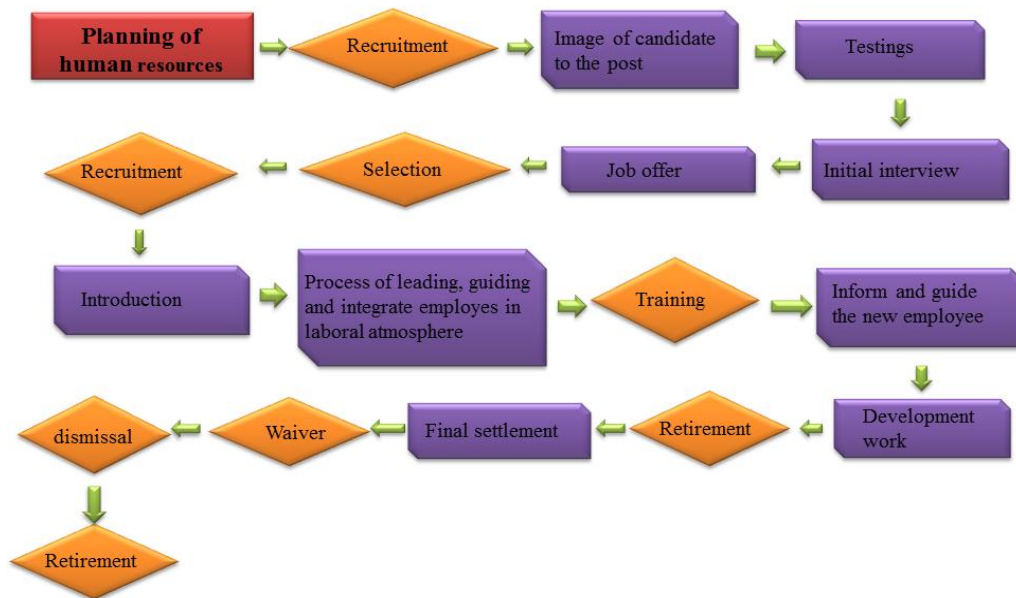 Planning of
human resources
Recruitment
Image of candidate
to the post
Testings
Initial interview
Job offer
Selection
Recruitment
Introduction
Process of leading, guiding
and integrate employes in
laboral atmosphere
Training
Inform and guide
the new employee
Development
work
Retirement
Final settlement
Waiver
dismissal
Retirement